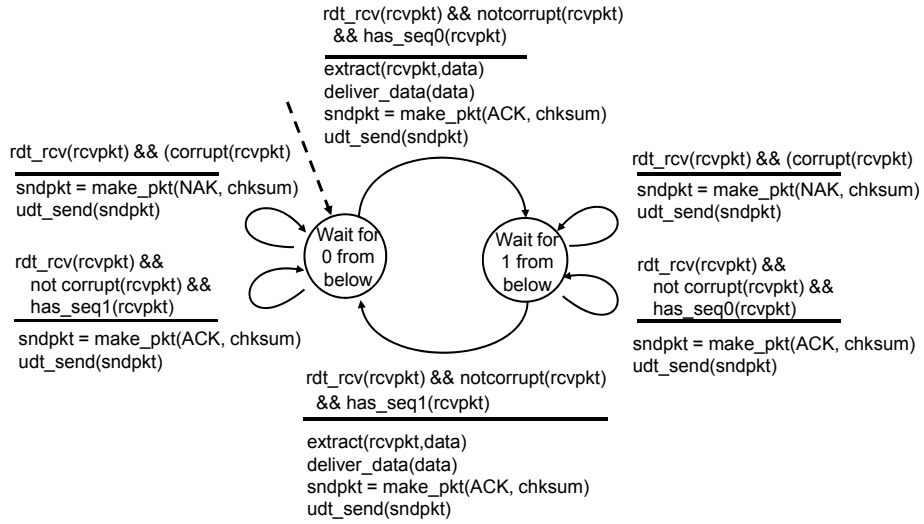 rdt_rcv(rcvpkt) && notcorrupt(rcvpkt)
&& has_seq0(rcvpkt)
extract(rcvpkt,data)
deliver_data(data)
sndpkt = make_pkt(ACK, chksum)
udt_send(sndpkt)
rdt_rcv(rcvpkt) && (corrupt(rcvpkt)
sndpkt = make_pkt(NAK, chksum)
udt_send(sndpkt)
rdt_rcv(rcvpkt) &&
not corrupt(rcvpkt) &&
has_seq1(rcvpkt)
sndpkt = make_pkt(ACK, chksum)
udt_send(sndpkt)
Wait for
0 from
below
Wait for
1 from
below
rdt_rcv(rcvpkt) && (corrupt(rcvpkt)
sndpkt = make_pkt(NAK, chksum)
udt_send(sndpkt)
rdt_rcv(rcvpkt) &&
not corrupt(rcvpkt) &&
has_seq0(rcvpkt)
sndpkt = make_pkt(ACK, chksum)
udt_send(sndpkt)
rdt_rcv(rcvpkt) && notcorrupt(rcvpkt)
&& has_seq1(rcvpkt)
extract(rcvpkt,data)
deliver_data(data)
sndpkt = make_pkt(ACK, chksum)
udt_send(sndpkt)